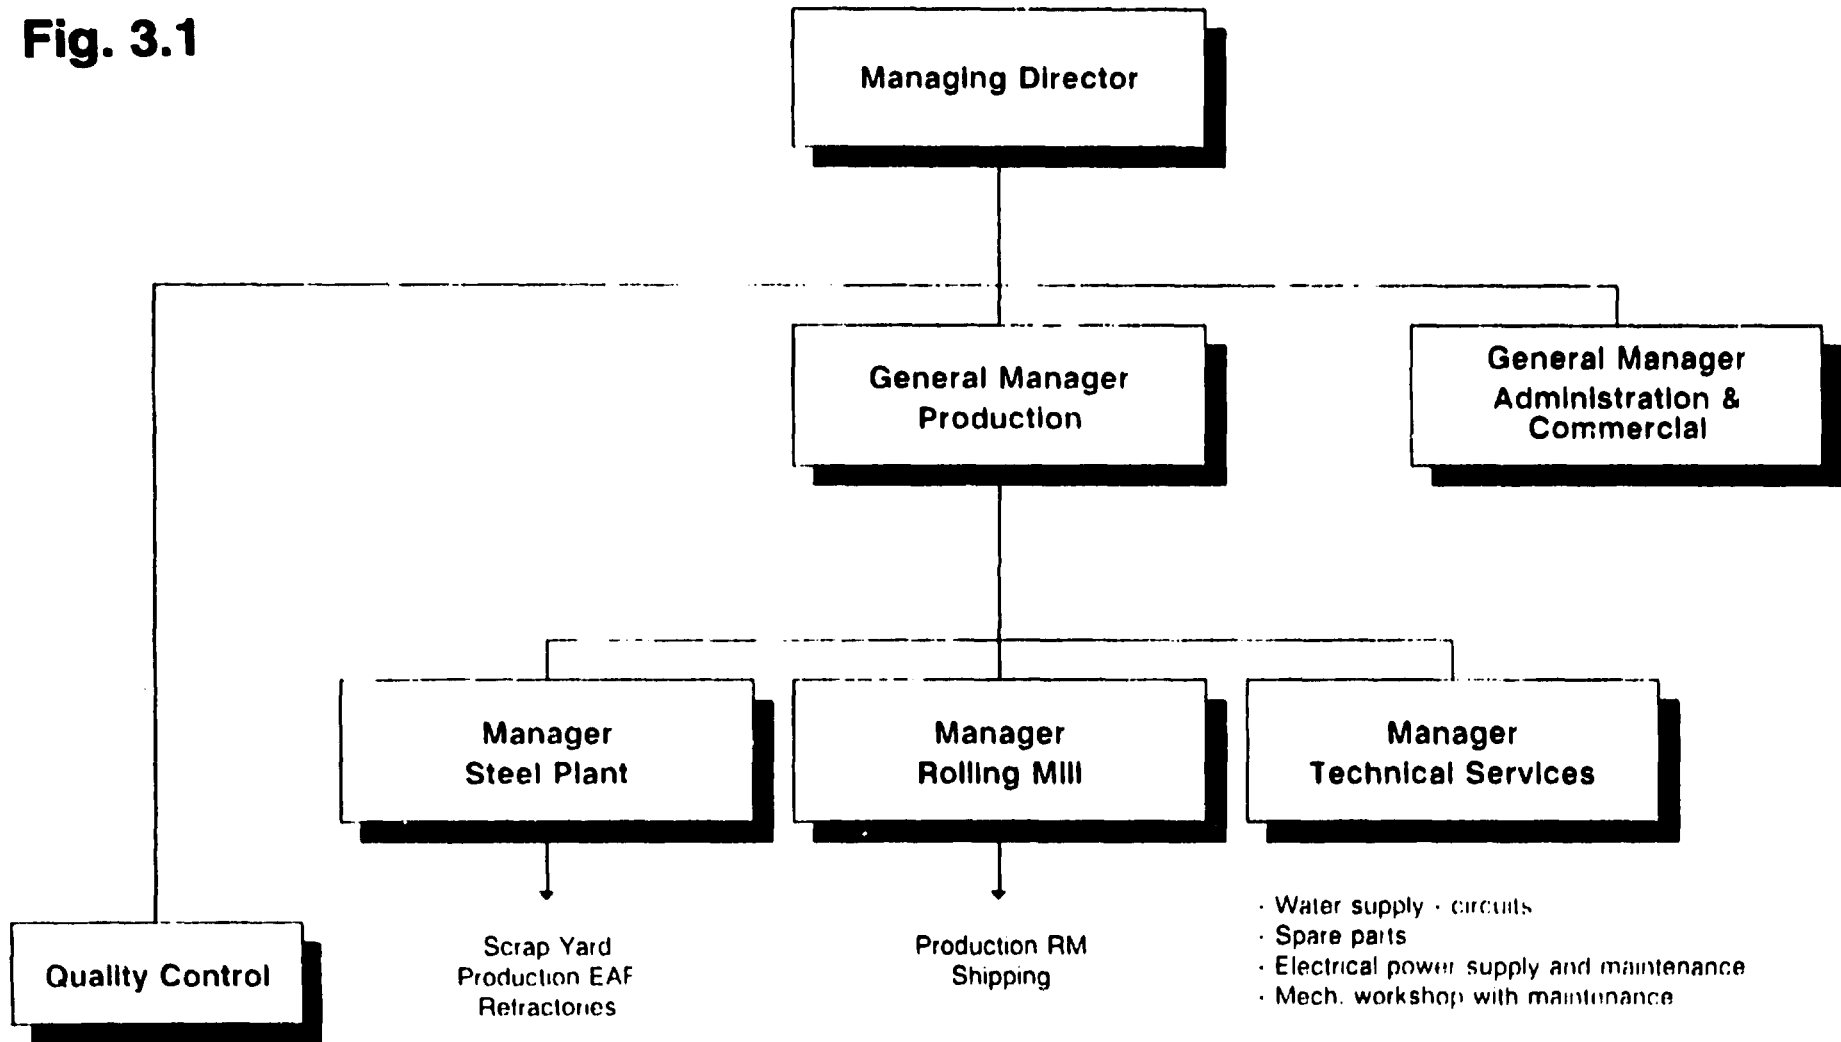 Fig. 3.1
Managing Director
General Manager
Production
General Manager
Administration &
Commercial
Manager
Steel Plant
Manager
Rolling Mill
Manager
Technical Services
Quality Control
Scrap Yard
Production EAF
Refractories
Production RM
Shipping
· Water supply - circuits
· Spare parts
· Electrical power supply and maintenance
· Mech. workshop with maintenance